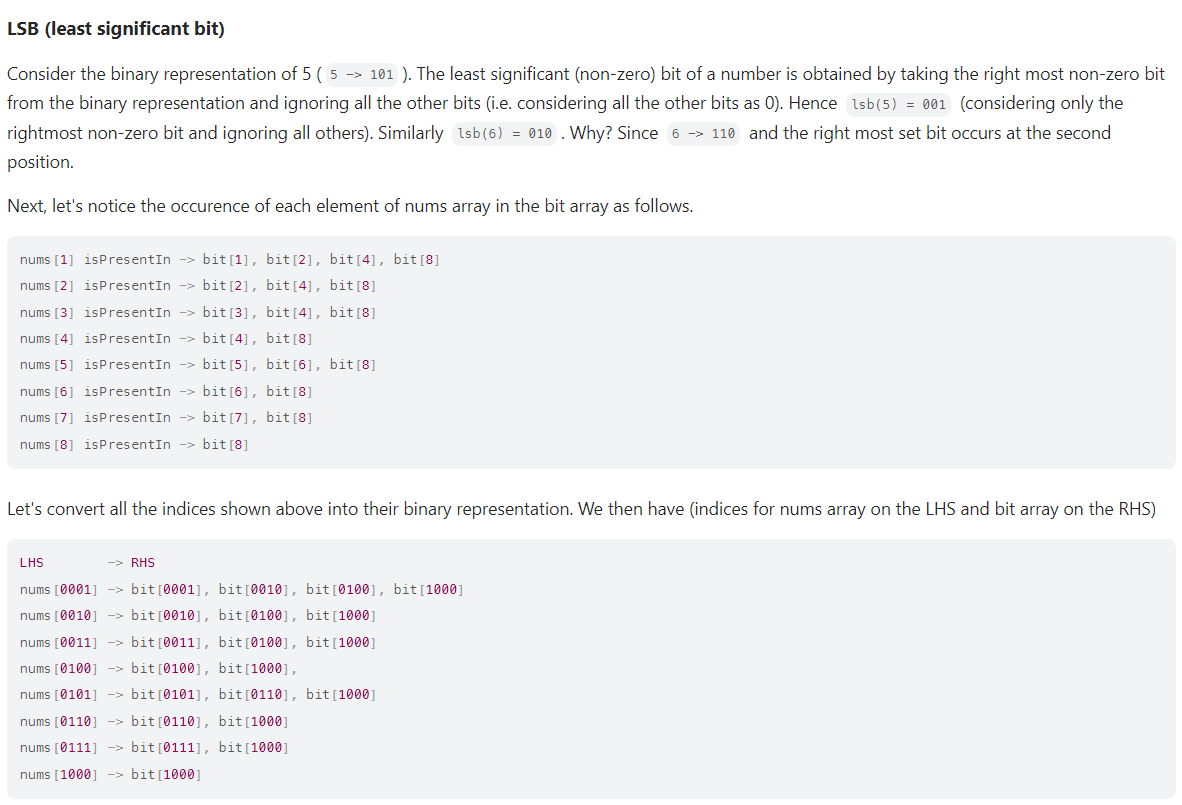 LSB (least significant bit)
Consider the binary representation of 5 ( 5 -> 101 ). The least significant (non-zero) bit of a number is obtained by taking the right most non-zero bit
from the binary representation and ignoring all the other bits (i.e. considering all the other bits as 0). Hence lsb(5) = 001 (considering only the
rightmost non-zero bit and ignoring all others). Similarly lsb(6) = 010 . Why? Since 6 -> 110 and the right most set bit occurs at the second
position.
Next, let's notice the occurence of each element of nums array in the bit array as follows.
nums[1] isPresentIn -> bit[1], bit[2], bit[4], bit[8]
nums[2] isPresentIn -> bit[2], bit[4], bit[8]
nums[3] isPresentIn -> bit[3], bit[4], bit[8]
nums[4] isPresentIn -> bit[4], bit[8]
nums[5] isPresentIn -> bit[5], bit[6], bit[8]
nums[6] isPresentIn -> bit[6], bit[8]
nums[7] isPresentIn -> bit[7], bit[8]
nums[8] isPresentIn -> bit[8]
Let's convert all the indices shown above into their binary representation. We then have (indices for nums array on the LHS and bit array on the RHS)
LHS        -> RHS
nums[0001] -> bit[0001], bit[0010], bit[0100], bit[1000]
nums[0010] -> bit[0010], bit[0100], bit[1000]
nums[0011] -> bit[0011], bit[0100], bit[1000]
nums[0100] -> bit[0100], bit[1000],
nums[0101] -> bit[0101], bit[0110], bit[1000]
nums[0110] -> bit[0110], bit[1000]
nums[0111] -> bit[0111], bit[1000]
nums[1000] -> bit[1000]